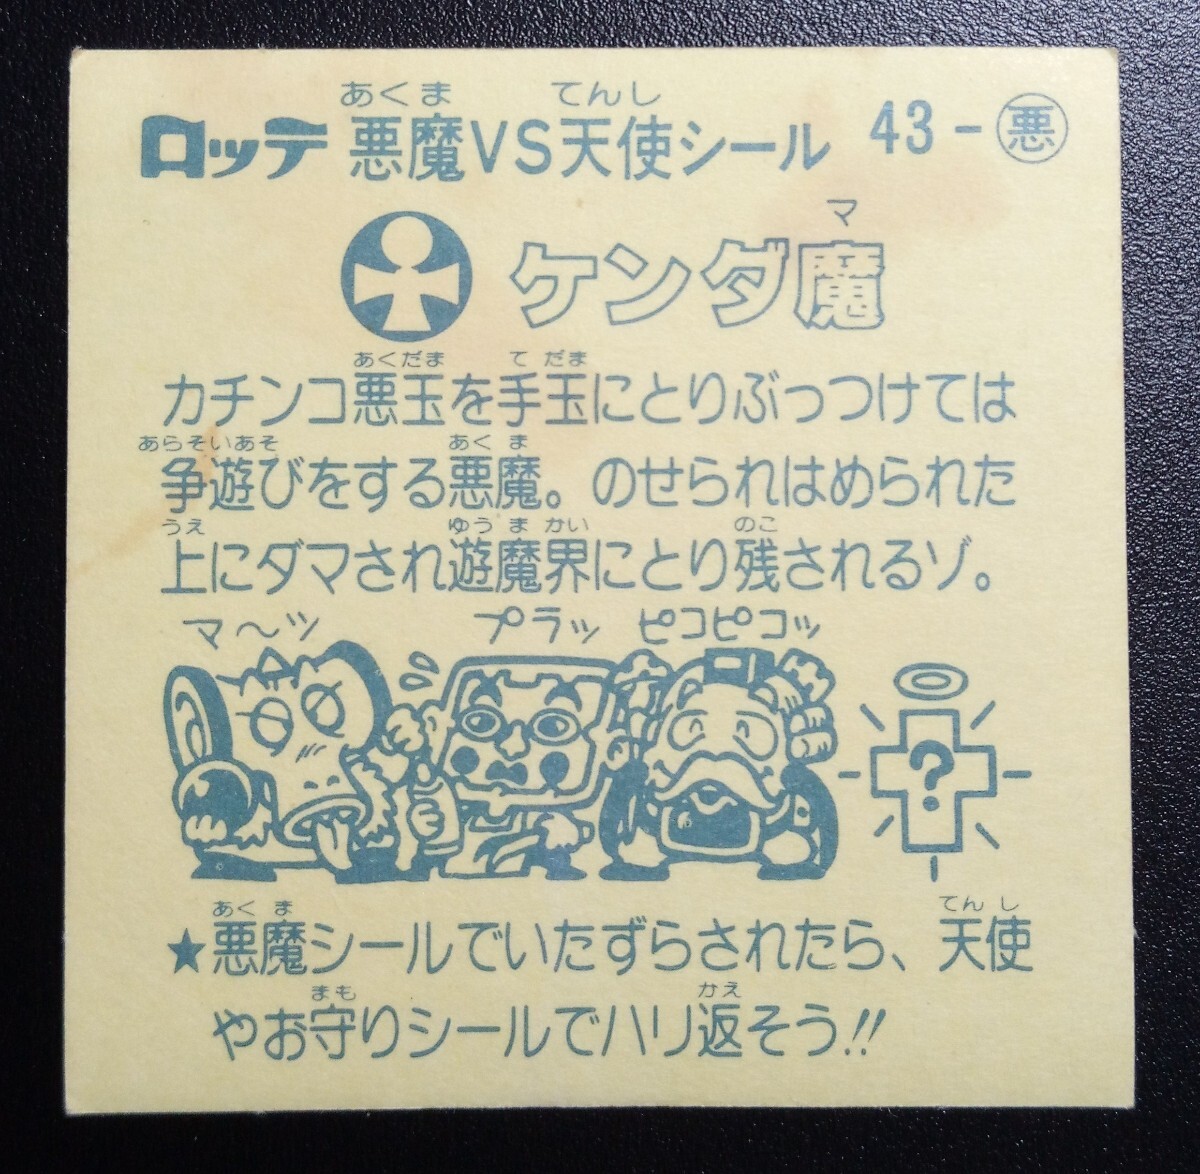 あくま てんし
ロッテ 悪魔VS天使シール 43-悪
マ
ケンダ魔
あくだま て だま
カチンコ悪玉を手玉にとりぶっつけては
あらそいあそ あく ま
争遊びをする悪魔。のせられはめられた
うえ ゆう ま かい のこ
上にダマされ遊魔界にとり残されるゾ。
マ〜ッ プラッ ピコピコッ
?
あく ま てん し
★悪魔シールでいたずらされたら、天使
まも かえ
やお守りシールでハリ返そう!!